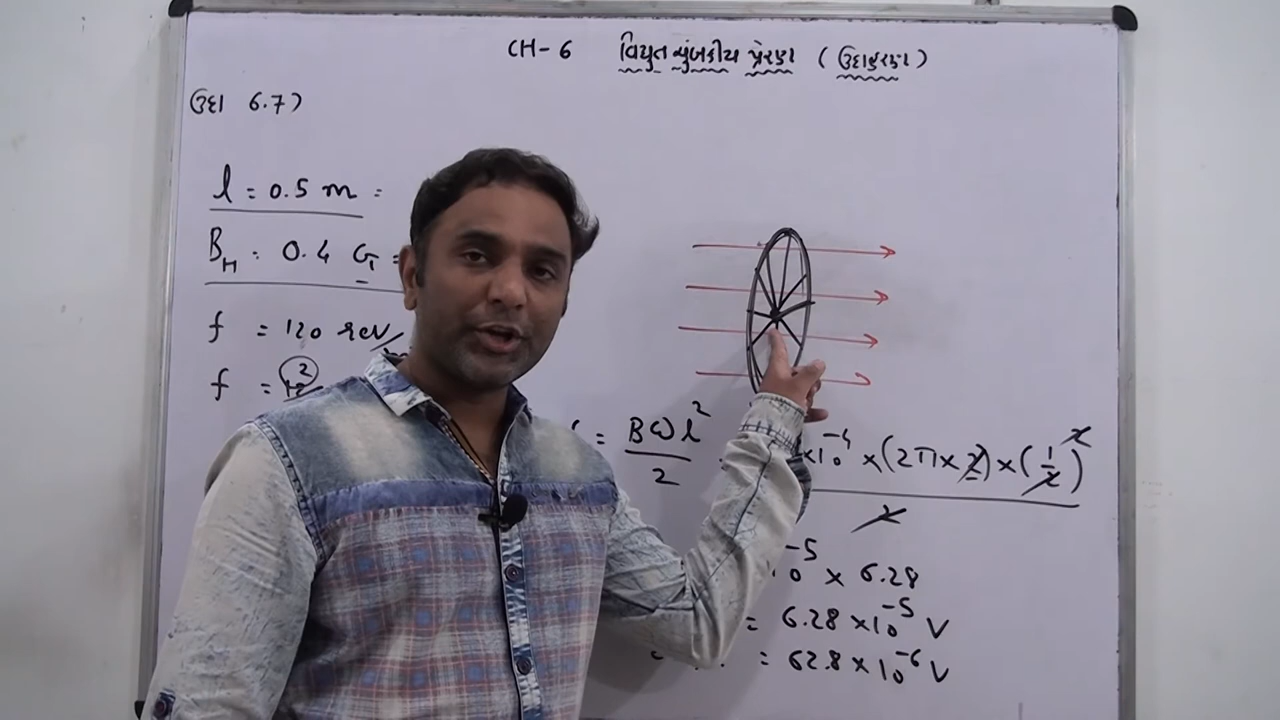 CH-6 વિદ્યુત ચુંબકીય પ્રેરણ (ઉદાહરણ)
ઉદા 6.7)
l = 0.5 m =
B_H : 0.4 G =
f = 120 rev/
f = 2
= Bωl²/2 ×10⁻⁴ ×(2π×2)×(1/2)²
2
0⁻⁵ × 6.28
= 6.28 ×10⁻⁵ V
= 62.8 ×10⁻⁶ V